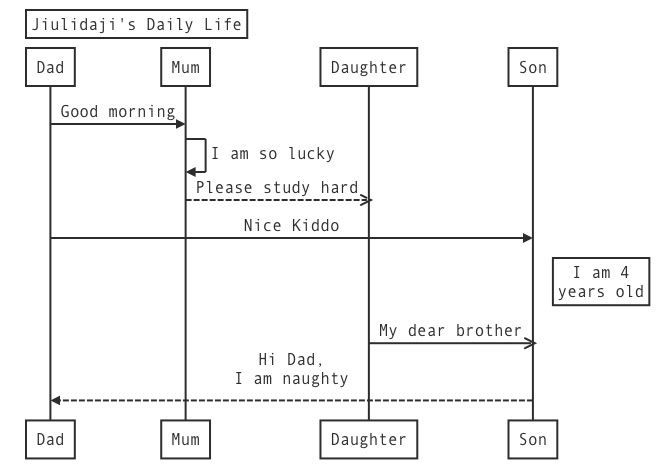 Jiulidaji's Daily Life
Dad
Mum
Daughter
Son
Good morning
I am so lucky
Please study hard
Nice Kiddo
I am 4
years old
My dear brother
Hi Dad,
I am naughty
Dad
Mum
Daughter
Son